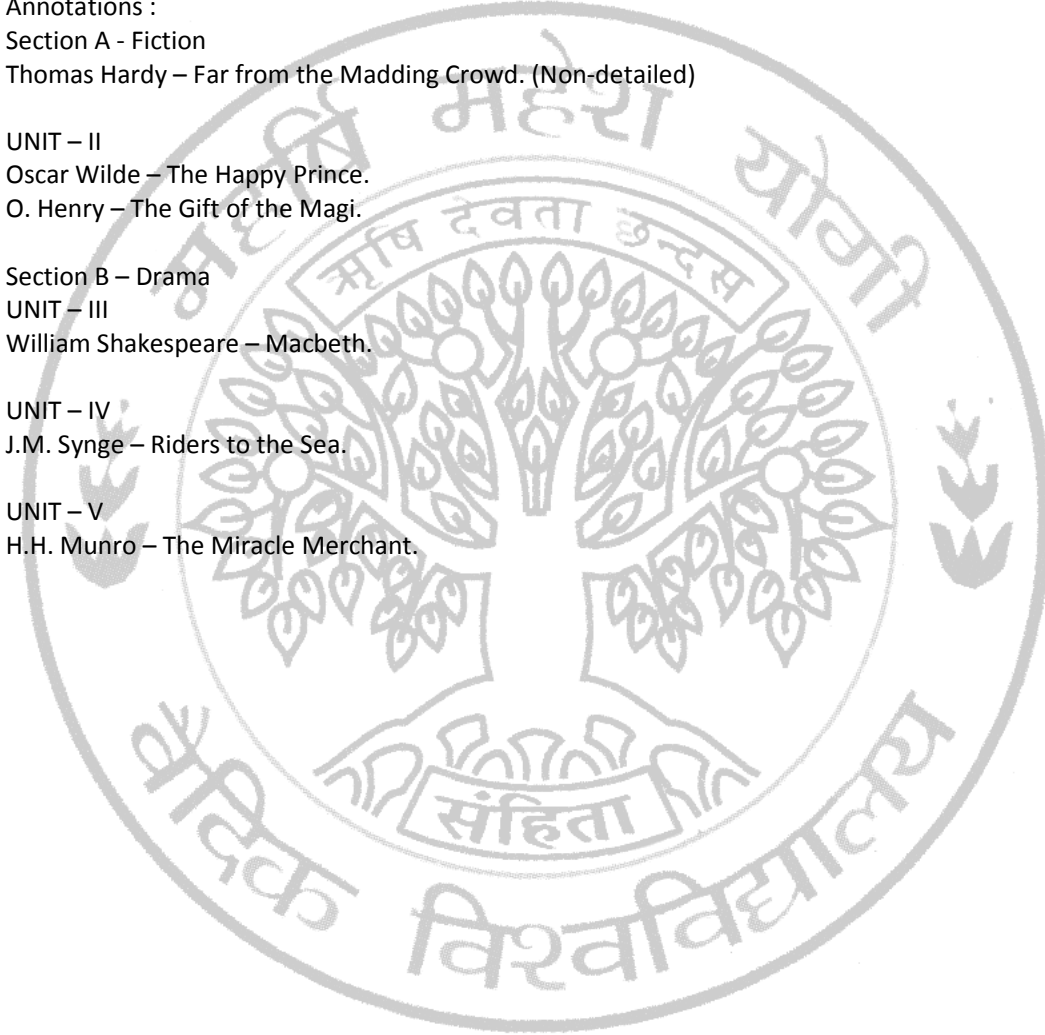 Annotations :
Section A - Fiction
Thomas Hardy – Far from the Madding Crowd. (Non-detailed)
UNIT – II
Oscar Wilde – The Happy Prince.
O. Henry – The Gift of the Magi.
Section B – Drama
UNIT – III
William Shakespeare – Macbeth.
UNIT – IV
J.M. Synge – Riders to the Sea.
UNIT – V
H.H. Munro – The Miracle Merchant.
महर्षि महेश योगी
ऋषि देवता छन्दस
संहिता
वैदिक विश्वविद्यालय